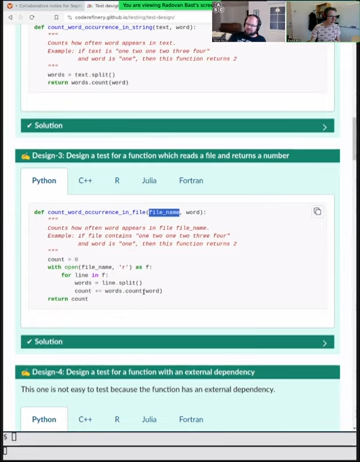 You are viewing Radovan Bast's screen
Collaborative notes for
Test design
coderefinery.github.io/testing/test-design/
def count_word_occurrence_in_string(text, word):
"""
Counts how often word appears in text.
Example: if text is "one two one two three four"
and word is "one", then this function returns 2
"""
words = text.split()
return words.count(word)
✔ Solution
✍ Design-3: Design a test for a function which reads a file and returns a number
Python C++ R Julia Fortran
def count_word_occurrence_in_file(file_name, word):
"""
Counts how often word appears in file file_name.
Example: if file contains "one two one two three four"
and word is "one", then this function returns 2
"""
count = 0
with open(file_name, 'r') as f:
for line in f:
words = line.split()
count += words.count(word)
return count
✔ Solution
✍ Design-4: Design a test for a function with an external dependency
This one is not easy to test because the function has an external dependency.
Python C++ R Julia Fortran
$